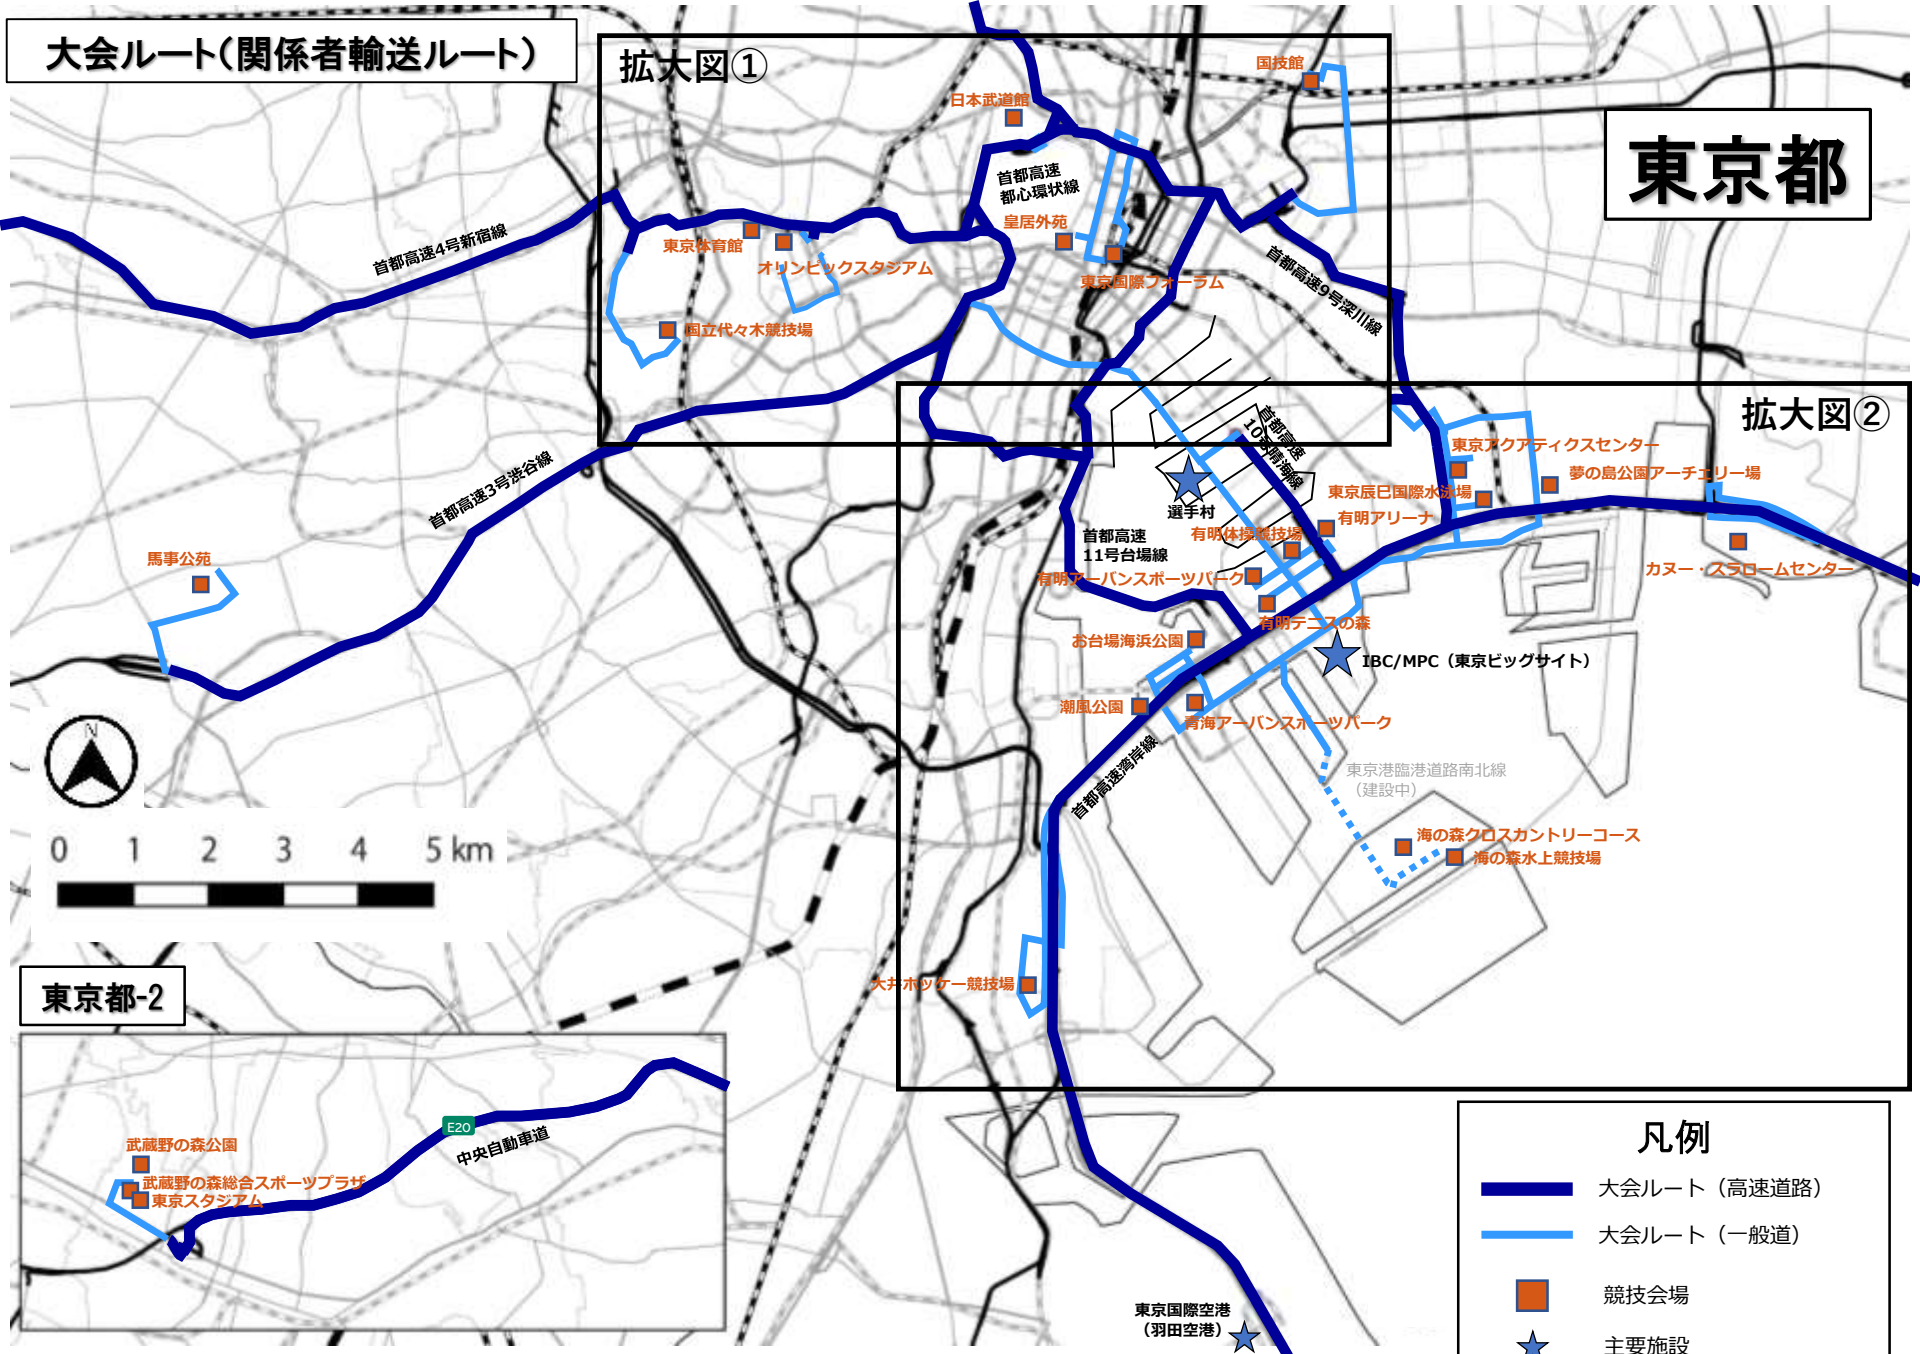 大会ルート(関係者輸送ルート)
拡大図①
国技館
日本武道館
東京都
首都高速
都心環状線
皇居外苑
首都高速4号新宿線
東京体育館
オリンピックスタジアム
東京国際フォーラム
首都高速9号深川線
国立代々木競技場
拡大図②
首都高速
10号晴海線
東京アクアティクスセンター
夢の島公園アーチェリー場
東京辰巳国際水泳場
首都高速3号渋谷線
選手村
有明アリーナ
有明体操競技場
首都高速
11号台場線
馬事公苑
有明アーバンスポーツパーク
カヌー・スラロームセンター
有明テニスの森
お台場海浜公園
IBC/MPC（東京ビッグサイト）
潮風公園
青海アーバンスポーツパーク
首都高速湾岸線
東京港臨港道路南北線
（建設中）
N
海の森クロスカントリーコース
海の森水上競技場
0 1 2 3 4 5 km
大井ホッケー競技場
東京都-2
E20
中央自動車道
武蔵野の森公園
武蔵野の森総合スポーツプラザ
東京スタジアム
凡例
大会ルート（高速道路）
大会ルート（一般道）
競技会場
主要施設
東京国際空港
（羽田空港）